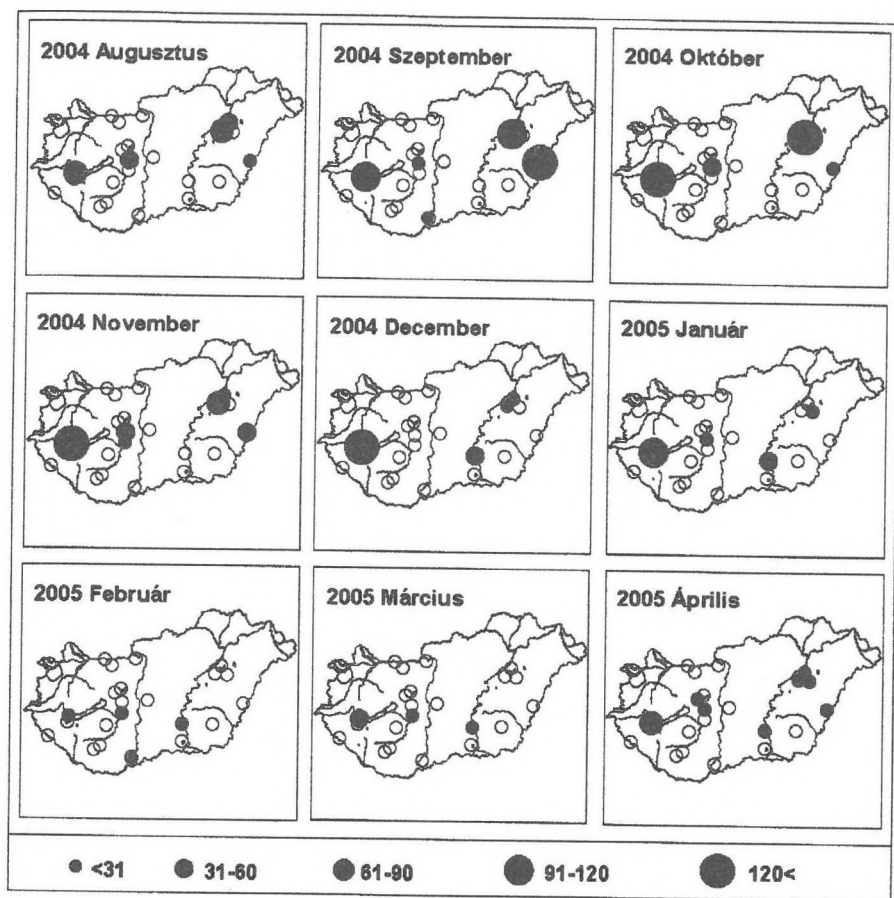 2004 Augusztus
2004 Szeptember
2004 Október
2004 November
2004 December
2005 Január
2005 Február
2005 Március
2005 Április
<31 31-60 61-90 91-120 120<